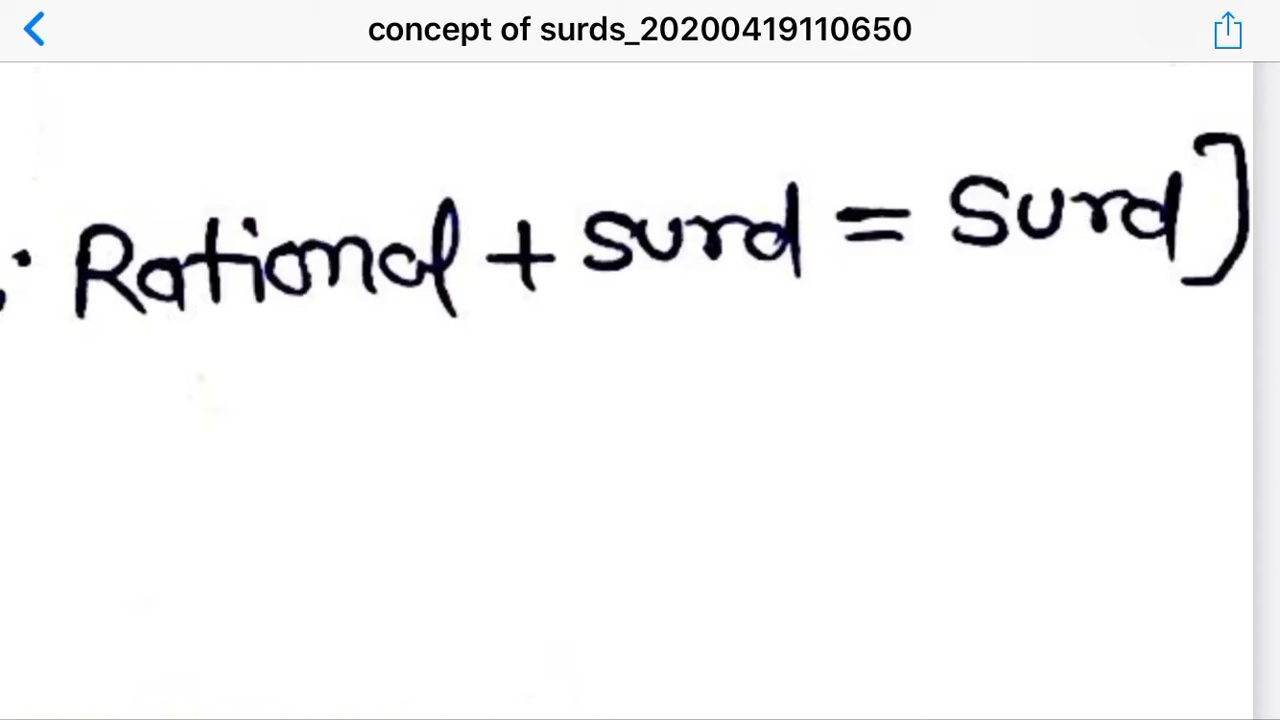 concept of surds_20200419110650
∵ Rational + surd = Surd]